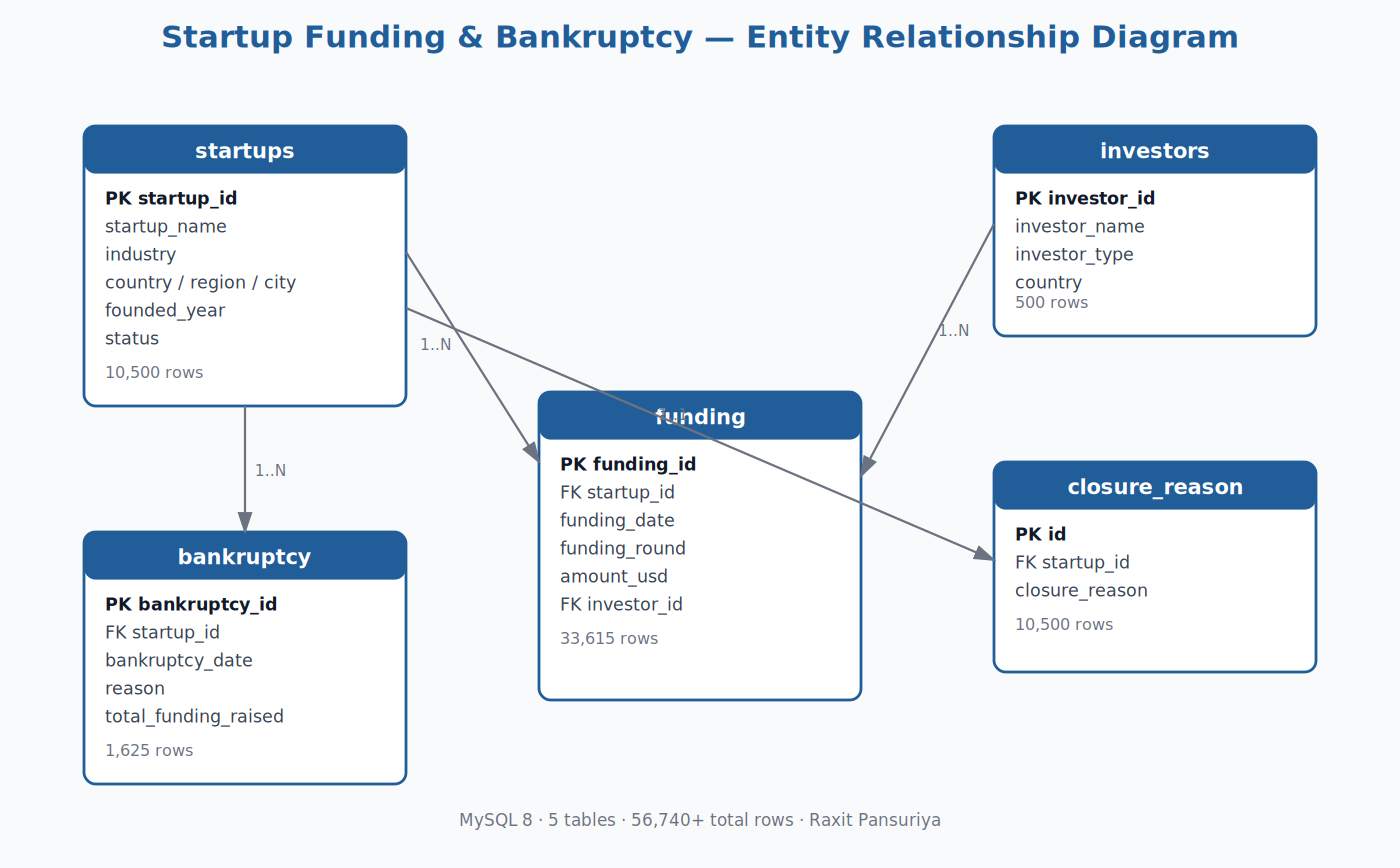 Startup Funding & Bankruptcy — Entity Relationship Diagram
startups
PK startup_id
startup_name
industry
country / region / city
founded_year
status
10,500 rows
investors
PK investor_id
investor_name
investor_type
country
500 rows
1..N
1..N
1..N
funding
PK funding_id
FK startup_id
funding_date
funding_round
amount_usd
FK investor_id
33,615 rows
closure_reason
PK id
FK startup_id
closure_reason
10,500 rows
bankruptcy
PK bankruptcy_id
FK startup_id
bankruptcy_date
reason
total_funding_raised
1,625 rows
MySQL 8 · 5 tables · 56,740+ total rows · Raxit Pansuriya